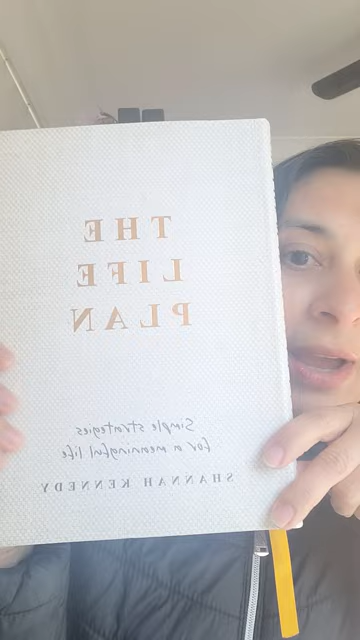 THE
LIFE
PLAN
Simple strategies
for a meaningful life
SHANNAH KENNEDY